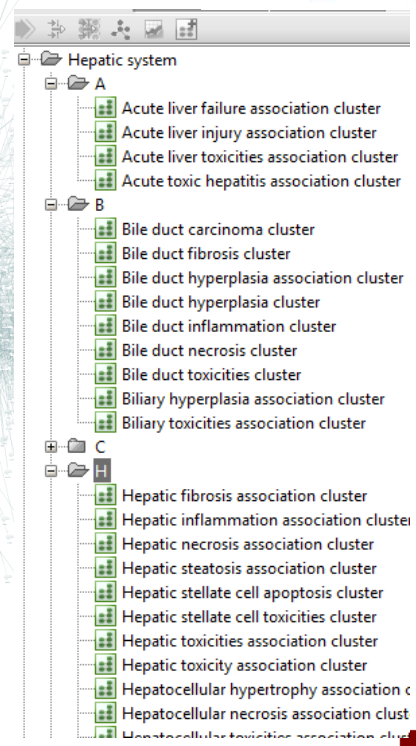 Hepatic system
A
Acute liver failure association cluster
Acute liver injury association cluster
Acute liver toxicities association cluster
Acute toxic hepatitis association cluster
B
Bile duct carcinoma cluster
Bile duct fibrosis cluster
Bile duct hyperplasia association cluster
Bile duct hyperplasia cluster
Bile duct inflammation cluster
Bile duct necrosis cluster
Bile duct toxicities cluster
Biliary hyperplasia association cluster
Biliary toxicities association cluster
C
H
Hepatic fibrosis association cluster
Hepatic inflammation association cluster
Hepatic necrosis association cluster
Hepatic steatosis association cluster
Hepatic stellate cell apoptosis cluster
Hepatic stellate cell toxicities cluster
Hepatic toxicities association cluster
Hepatic toxicity association cluster
Hepatocellular hypertrophy association
Hepatocellular necrosis association clust
Hepatocellular toxicities association